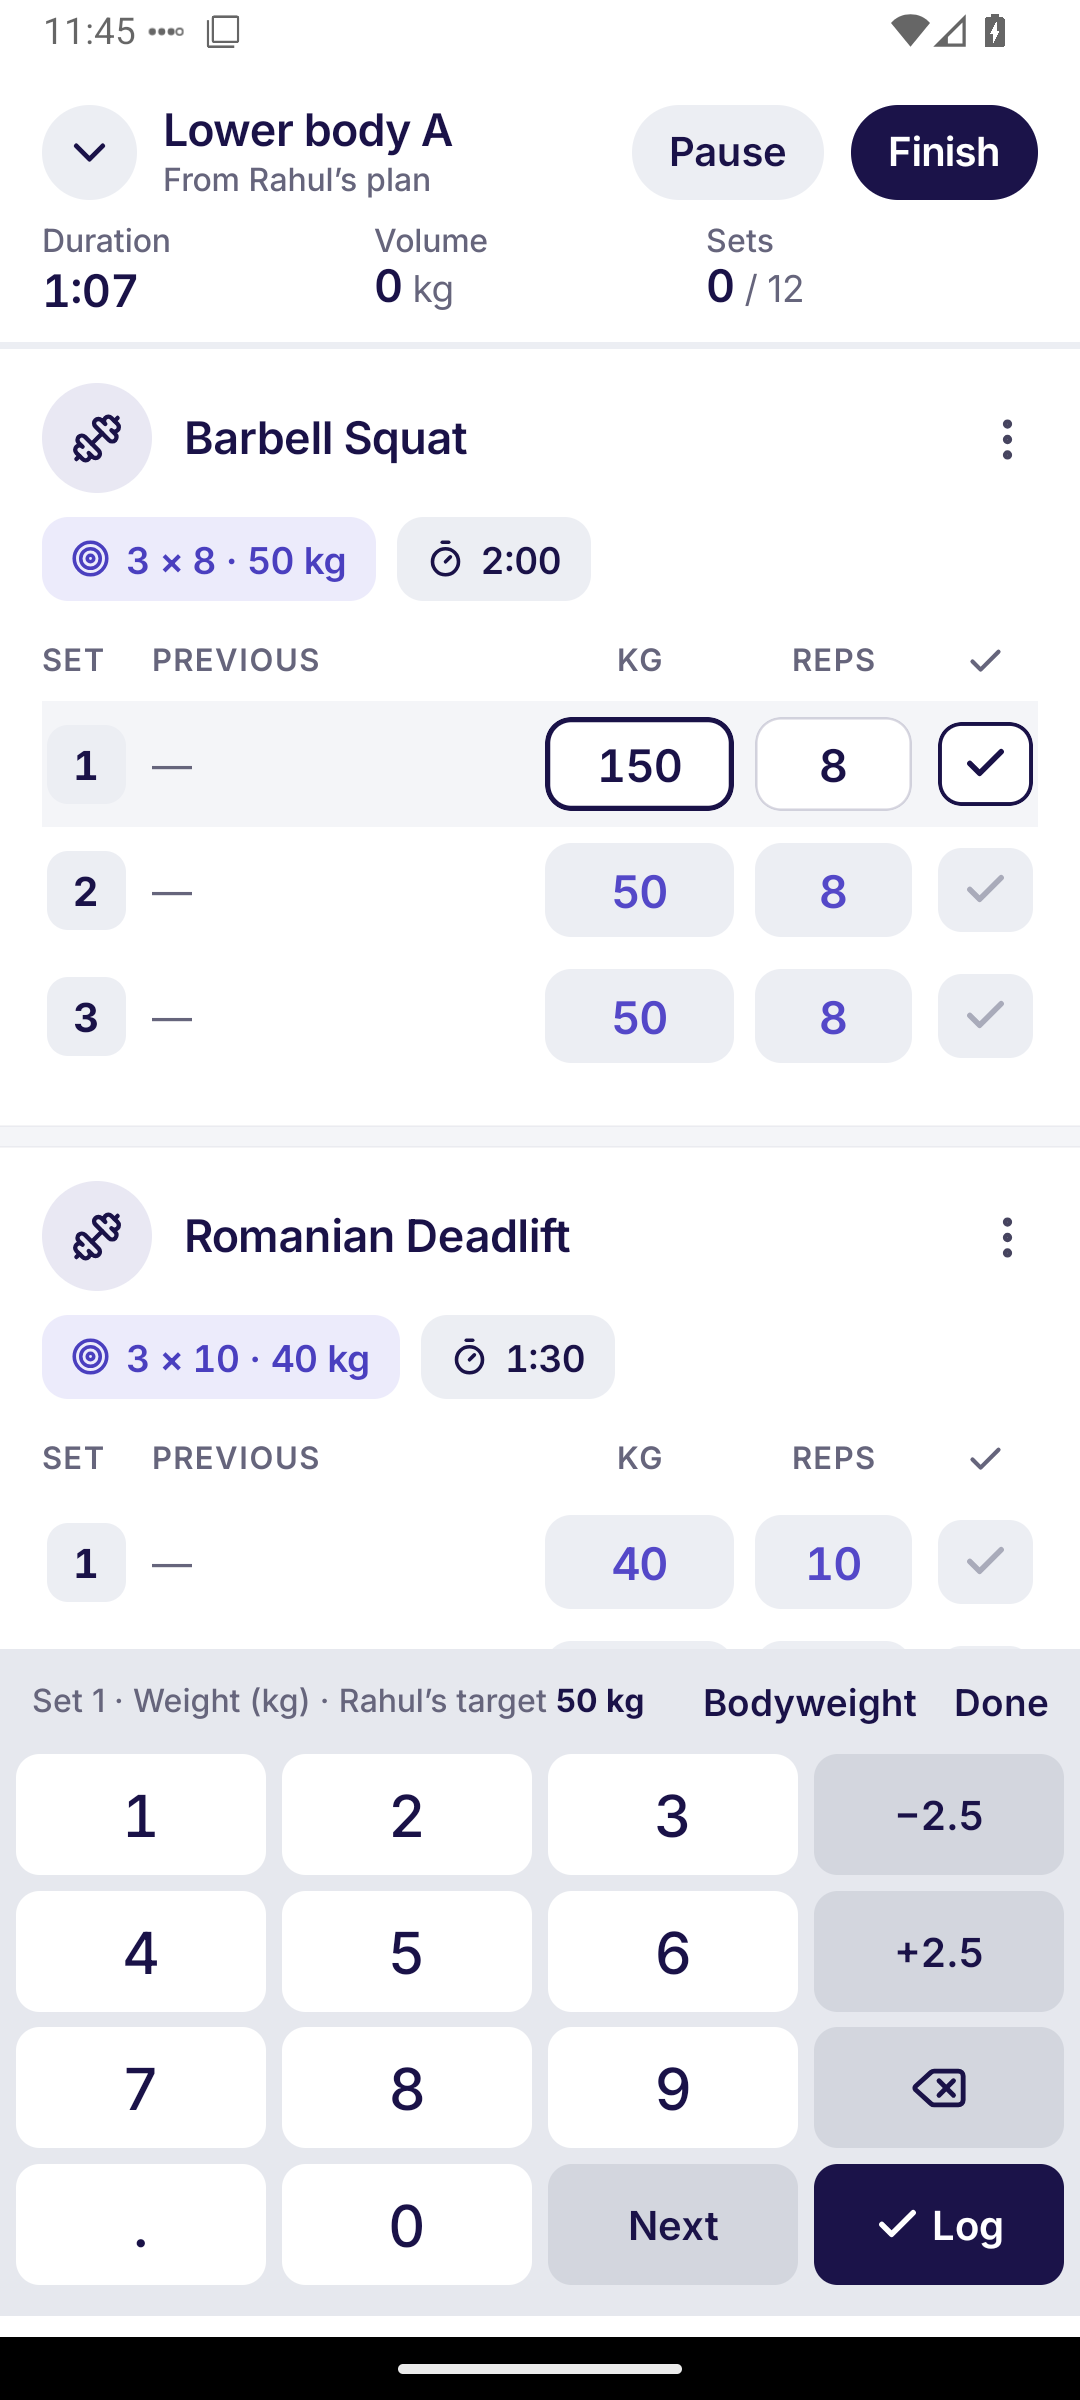 11:45
Lower body A
From Rahul's plan
Pause
Finish
Duration
1:07
Volume
0 kg
Sets
0 / 12
Barbell Squat
3 × 8 · 50 kg
2:00
SET PREVIOUS KG REPS
1 — 150 8
2 — 50 8
3 — 50 8
Romanian Deadlift
3 × 10 · 40 kg
1:30
SET PREVIOUS KG REPS
1 — 40 10
Set 1 · Weight (kg) · Rahul's target 50 kg
Bodyweight
Done
1 2 3 −2.5
4 5 6 +2.5
7 8 9
. 0 Next Log